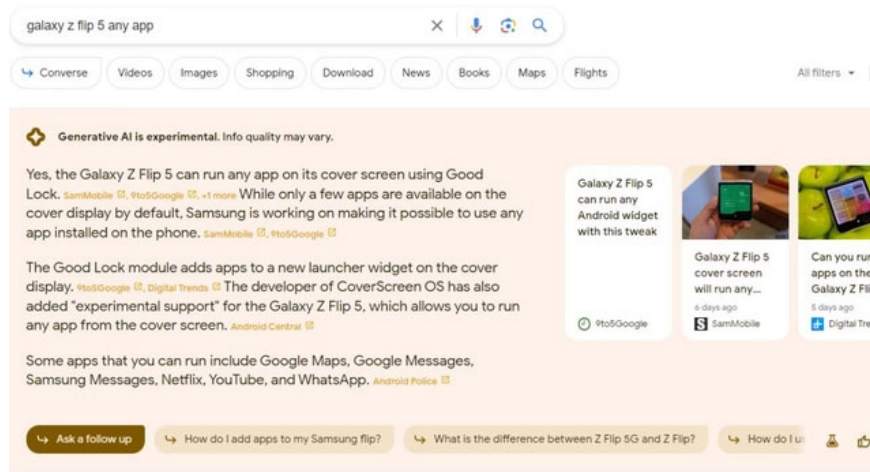 galaxy z flip 5 any app
Converse
Videos
Images
Shopping
Download
News
Books
Maps
Flights
All filters
Generative AI is experimental. Info quality may vary.
Yes, the Galaxy Z Flip 5 can run any app on its cover screen using Good
Lock. SamMobile, 9to5Google, +1 more While only a few apps are available on the
cover display by default, Samsung is working on making it possible to use any
app installed on the phone. SamMobile, 9to5Google
The Good Lock module adds apps to a new launcher widget on the cover
display. 9to5Google, Digital Trends The developer of CoverScreen OS has also
added "experimental support" for the Galaxy Z Flip 5, which allows you to run
any app from the cover screen. Android Central
Some apps that you can run include Google Maps, Google Messages,
Samsung Messages, Netflix, YouTube, and WhatsApp. Android Police
Galaxy Z Flip 5
can run any
Android widget
with this tweak
9to5Google
Galaxy Z Flip 5
cover screen
will run any...
6 days ago
SamMobile
Can you run
apps on the
Galaxy Z Fli
5 days ago
Digital Tre
Ask a follow up
How do I add apps to my Samsung flip?
What is the difference between Z Flip 5G and Z Flip?
How do I us